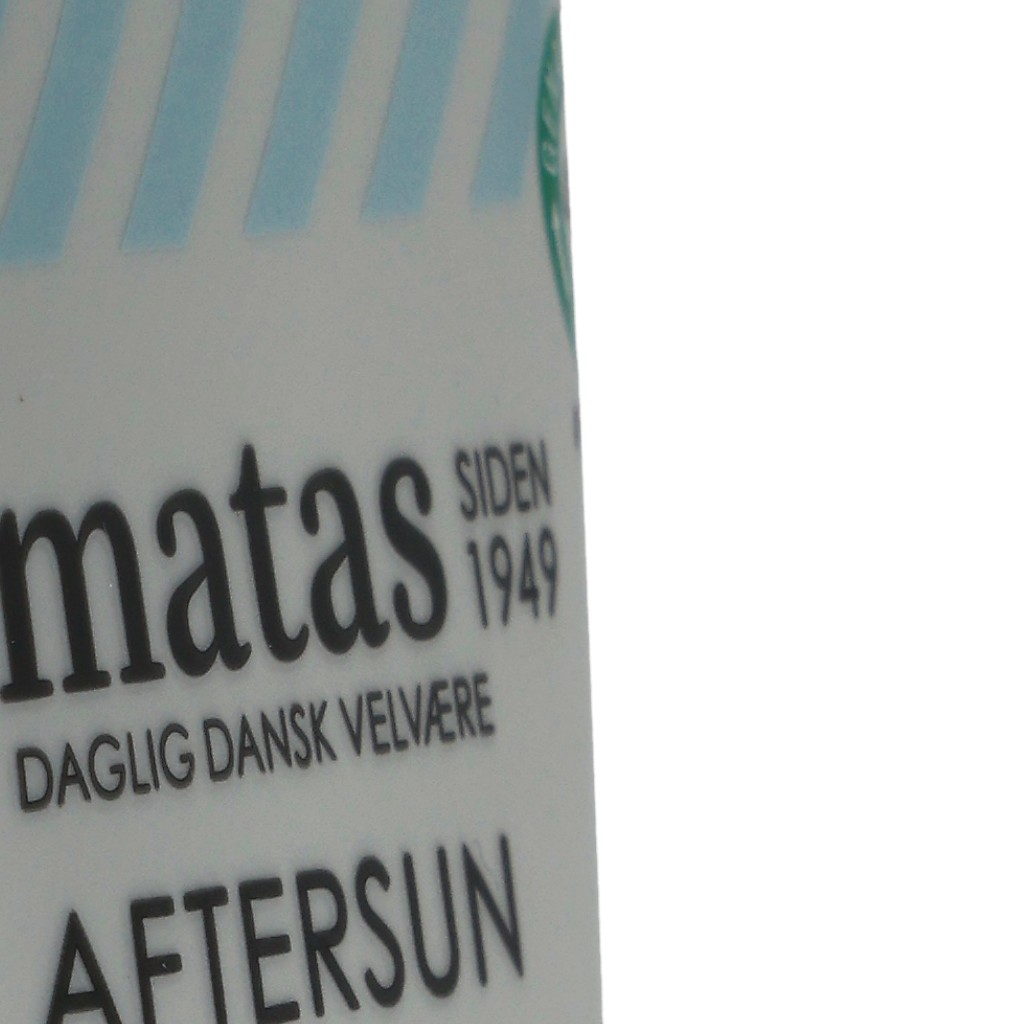 matas
SIDEN
1949
DAGLIG DANSK VELVÆRE
AFTERSUN